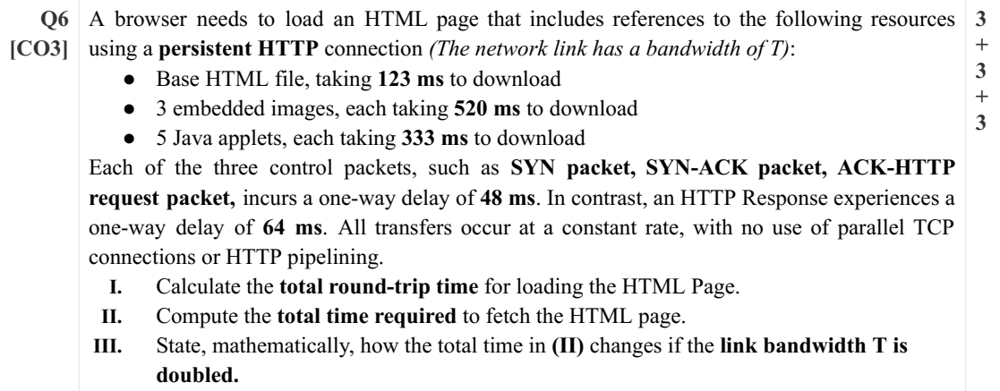 Q6 A browser needs to load an HTML page that includes references to the following resources 3
[CO3] using a persistent HTTP connection (The network link has a bandwidth of T): +
● Base HTML file, taking 123 ms to download 3
● 3 embedded images, each taking 520 ms to download +
● 5 Java applets, each taking 333 ms to download 3
Each of the three control packets, such as SYN packet, SYN-ACK packet, ACK-HTTP
request packet, incurs a one-way delay of 48 ms. In contrast, an HTTP Response experiences a
one-way delay of 64 ms. All transfers occur at a constant rate, with no use of parallel TCP
connections or HTTP pipelining.
I. Calculate the total round-trip time for loading the HTML Page.
II. Compute the total time required to fetch the HTML page.
III. State, mathematically, how the total time in (II) changes if the link bandwidth T is
doubled.